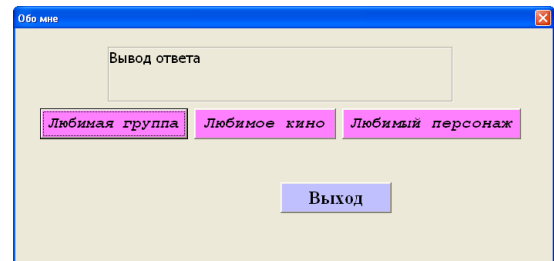 Обо мне
Вывод ответа
Любимая группа Любимое кино Любимый персонаж
Выход